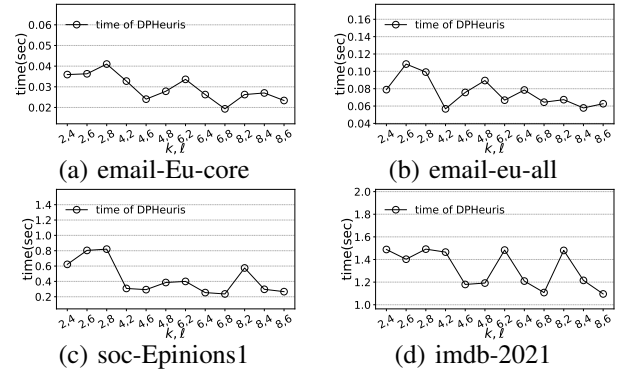 0.06
0.05
0.04
0.03
0.02
time(sec)
time of DPHeuris
2.4 2.6 2.8 4.2 4.6 4.8 6.2 6.4 6.8 8.2 8.4 8.6
k, ℓ
(a) email-Eu-core
0.16
0.14
0.12
0.10
0.08
0.06
0.04
time(sec)
time of DPHeuris
2.4 2.6 2.8 4.2 4.6 4.8 6.2 6.4 6.8 8.2 8.4 8.6
k, ℓ
(b) email-eu-all
1.4
1.2
1.0
0.8
0.6
0.4
0.2
time(sec)
time of DPHeuris
2.4 2.6 2.8 4.2 4.6 4.8 6.2 6.4 6.8 8.2 8.4 8.6
k, ℓ
(c) soc-Epinions1
2.0
1.8
1.6
1.4
1.2
1.0
time(sec)
time of DPHeuris
2.4 2.6 2.8 4.2 4.6 4.8 6.2 6.4 6.8 8.2 8.4 8.6
k, ℓ
(d) imdb-2021